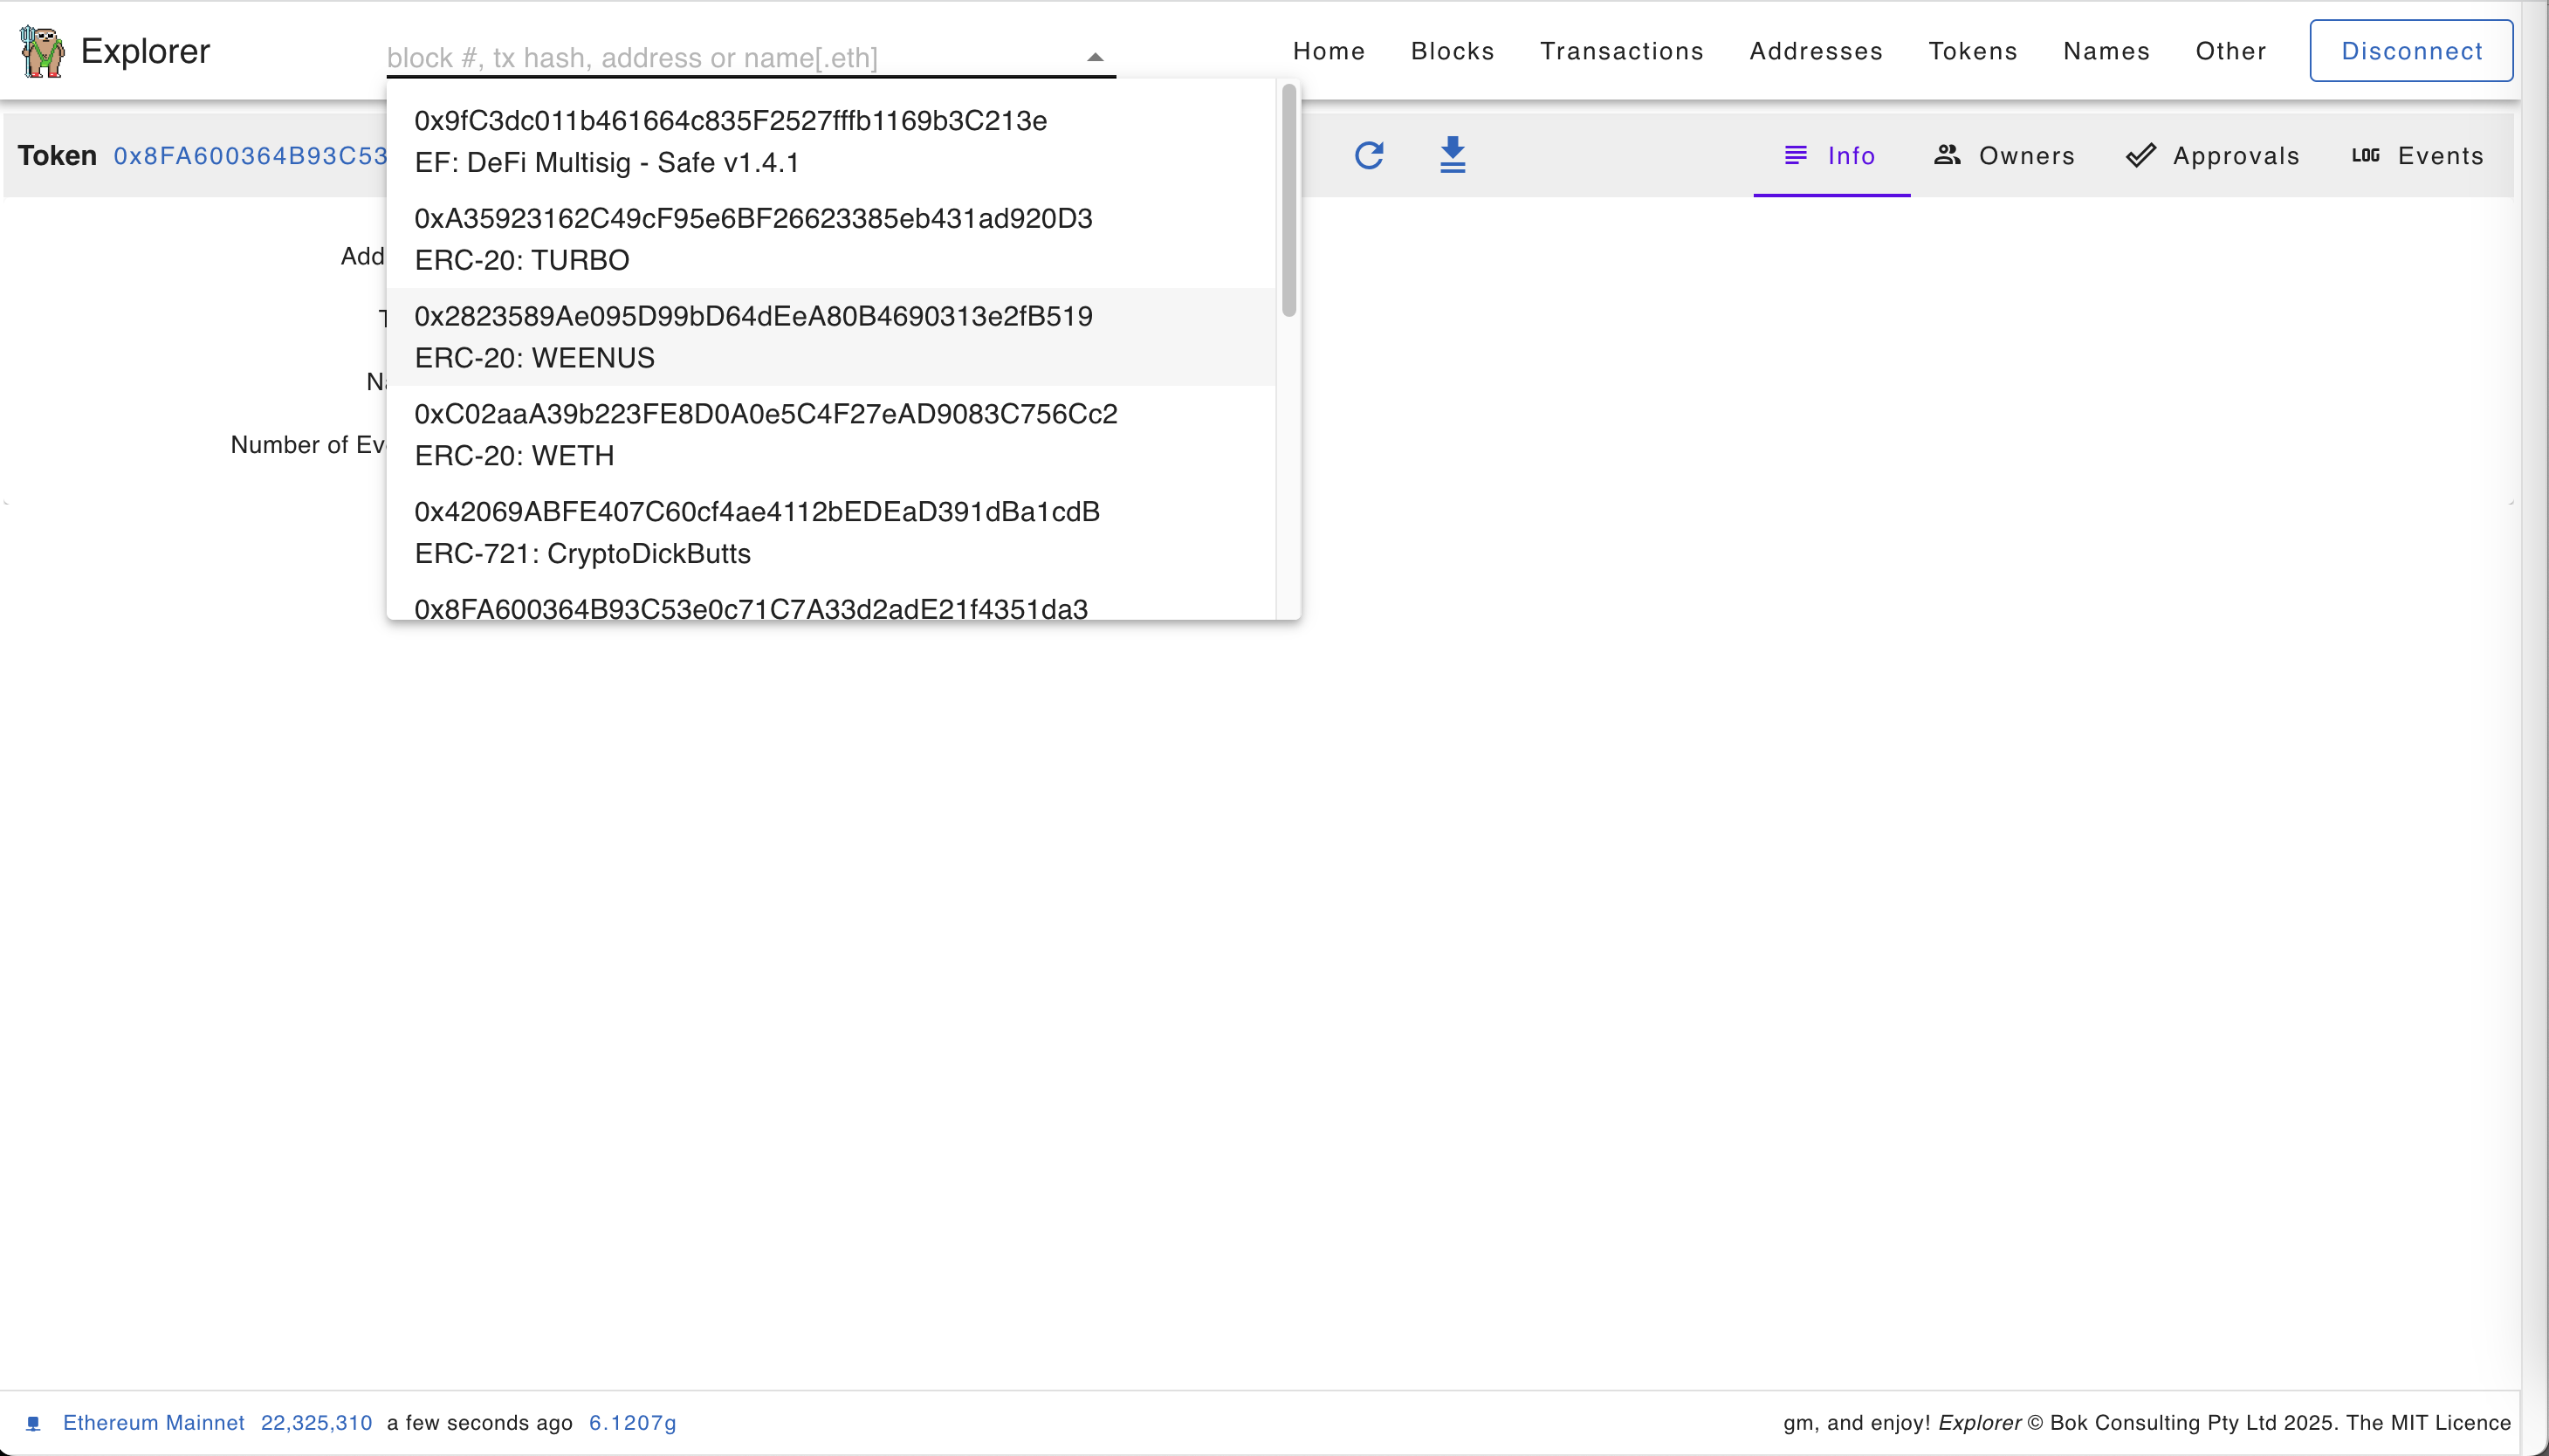 Explorer
block #, tx hash, address or name[.eth]
Home Blocks Transactions Addresses Tokens Names Other Disconnect
Token 0x8FA600364B93C53
Info Owners Approvals LOG Events
0x9fC3dc011b461664c835F2527fffb1169b3C213e
EF: DeFi Multisig - Safe v1.4.1
0xA35923162C49cF95e6BF26623385eb431ad920D3
ERC-20: TURBO
0x2823589Ae095D99bD64dEeA80B4690313e2fB519
ERC-20: WEENUS
0xC02aaA39b223FE8D0A0e5C4F27eAD9083C756Cc2
ERC-20: WETH
0x42069ABFE407C60cf4ae4112bEDEaD391dBa1cdB
ERC-721: CryptoDickButts
0x8FA600364B93C53e0c71C7A33d2adE21f4351da3
Add
Number of Ev
Ethereum Mainnet 22,325,310 a few seconds ago 6.1207g
gm, and enjoy! Explorer © Bok Consulting Pty Ltd 2025. The MIT Licence